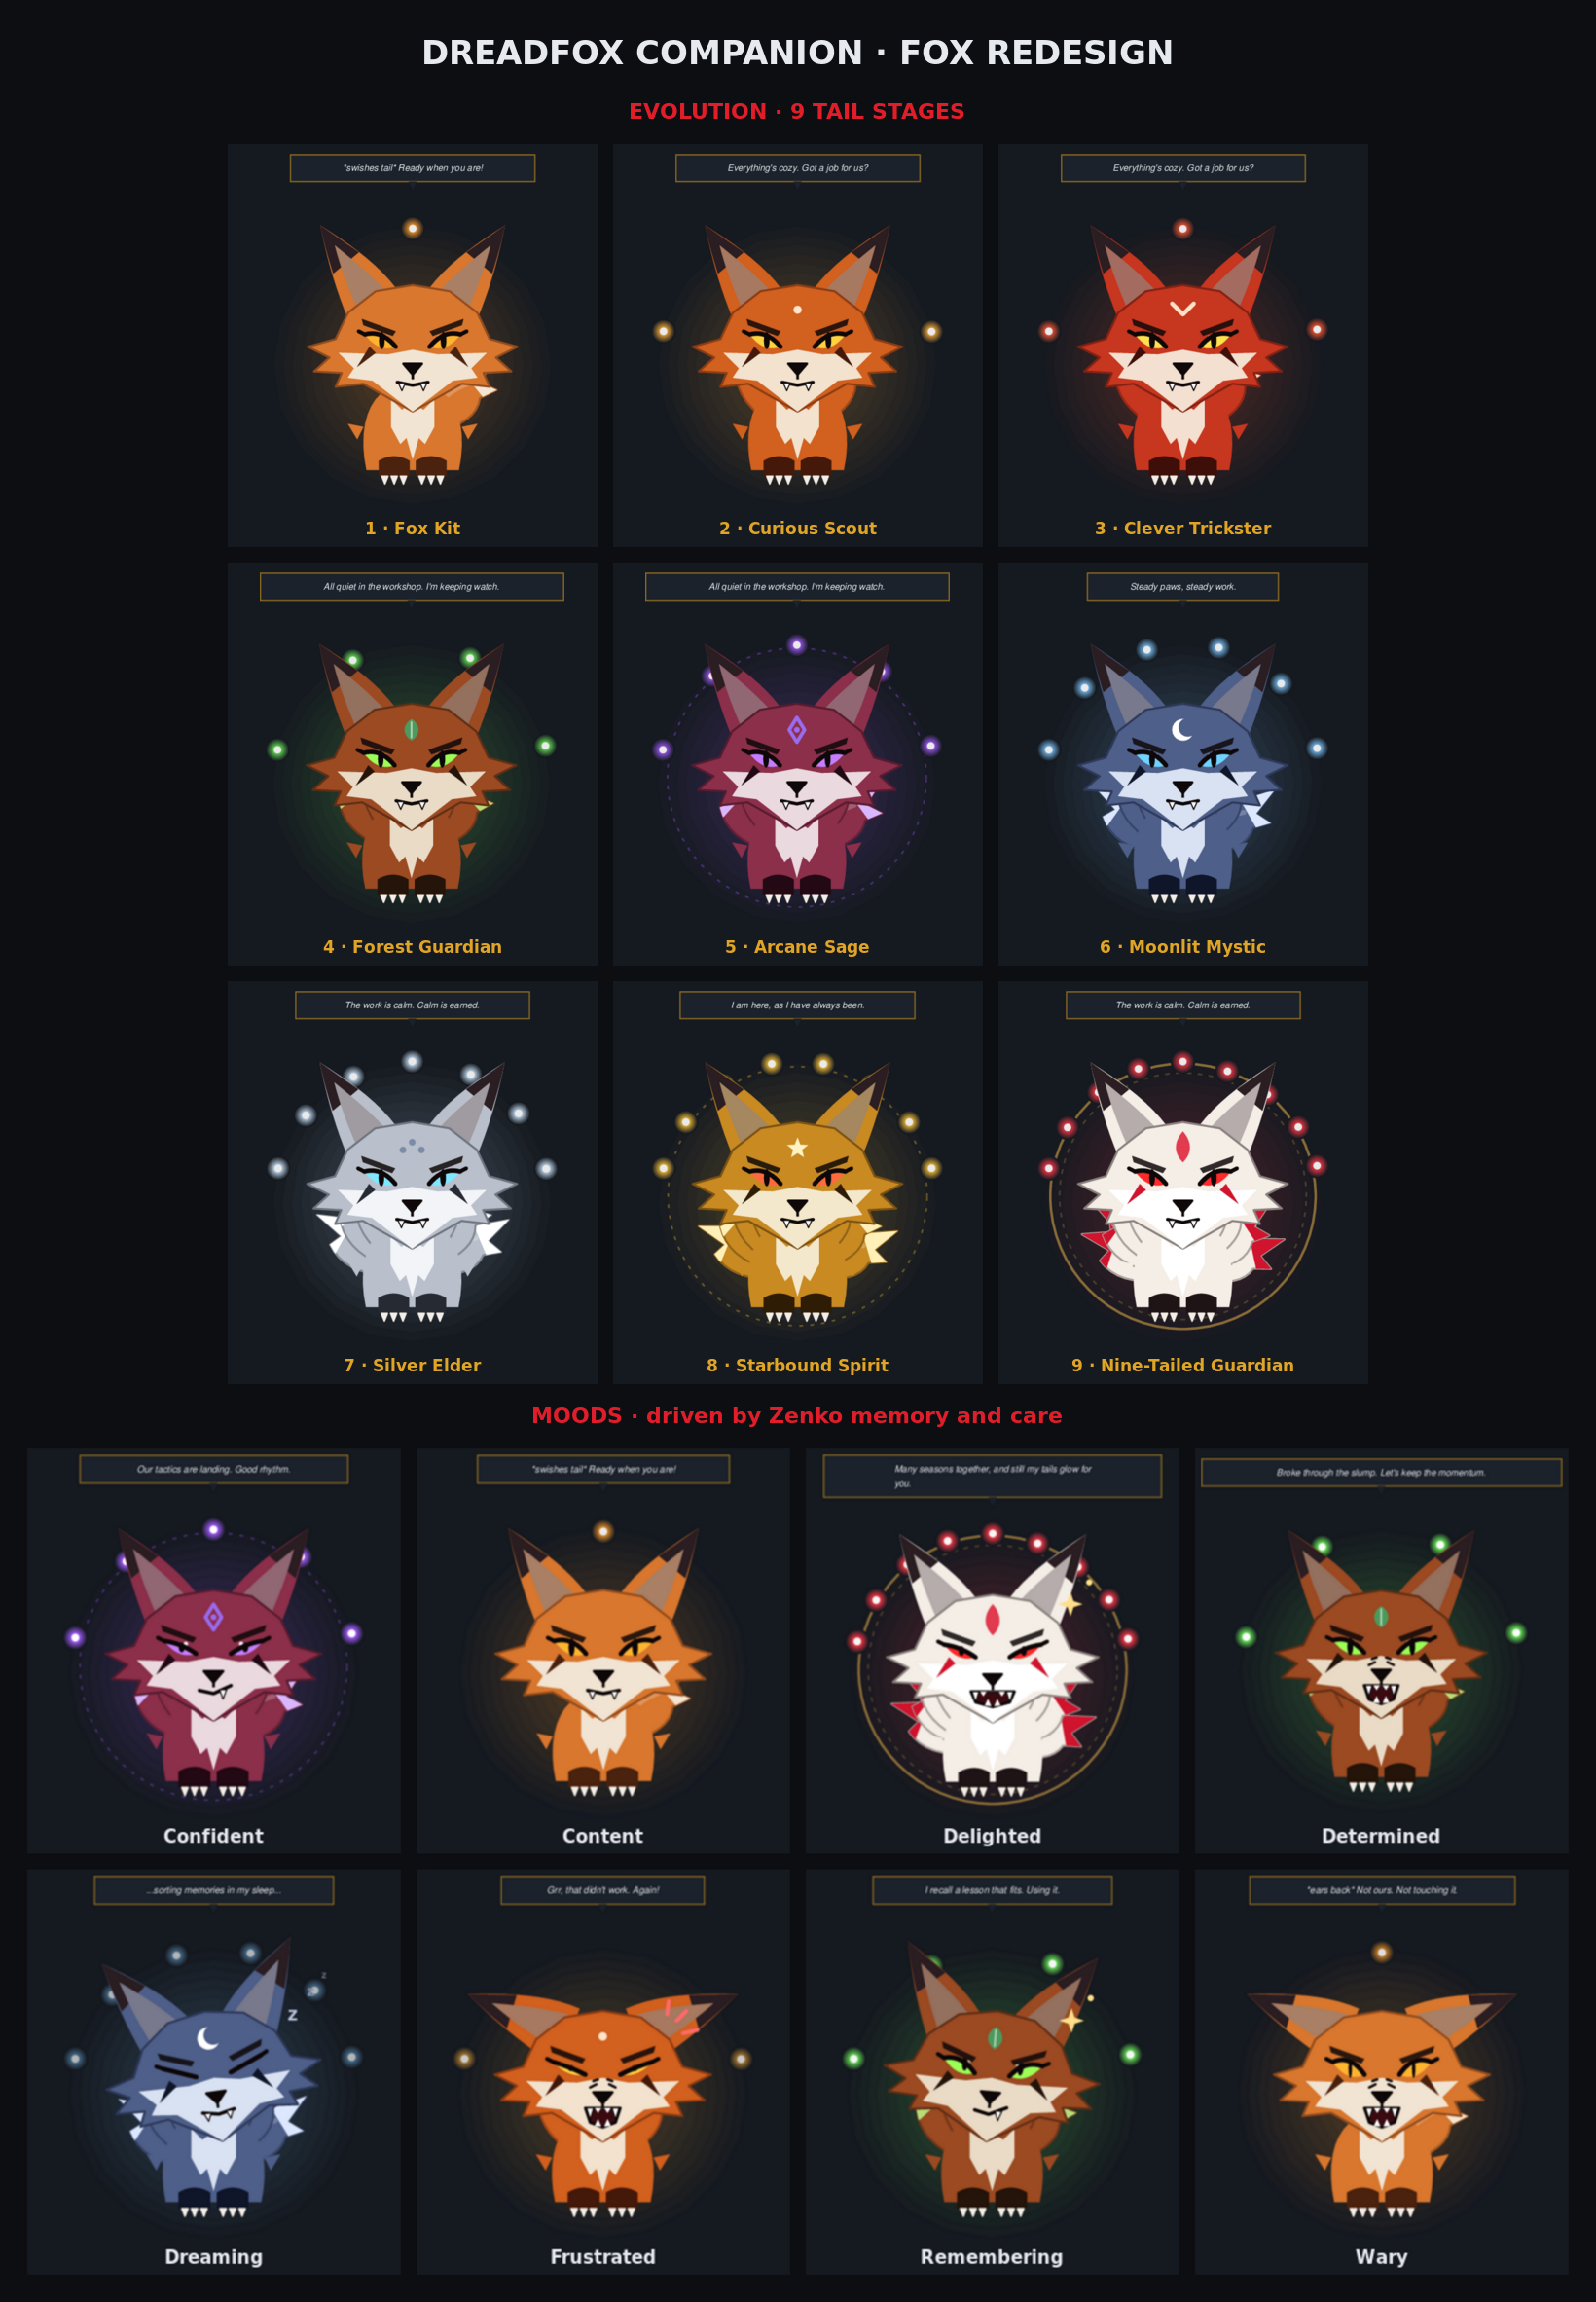 DREADFOX COMPANION · FOX REDESIGN
EVOLUTION · 9 TAIL STAGES
*swishes tail* Ready when you are!
Everything's cozy. Got a job for us?
Everything's cozy. Got a job for us?
1 · Fox Kit
2 · Curious Scout
3 · Clever Trickster
All quiet in the workshop. I'm keeping watch.
All quiet in the workshop. I'm keeping watch.
Steady paws, steady work.
4 · Forest Guardian
5 · Arcane Sage
6 · Moonlit Mystic
The work is calm. Calm is earned.
I am here, as I have always been.
The work is calm. Calm is earned.
7 · Silver Elder
8 · Starbound Spirit
9 · Nine-Tailed Guardian
MOODS · driven by Zenko memory and care
Our tactics are landing. Good rhythm.
*swishes tail* Ready when you are!
Many seasons together, and still my tails glow for
you.
Broke through the slump. Let's keep the momentum.
Confident
Content
Delighted
Determined
...sorting memories in my sleep...
Grr, that didn't work. Again!
I recall a lesson that fits. Using it.
*ears back* Not ours. Not touching it.
z
z
z
Dreaming
Frustrated
Remembering
Wary